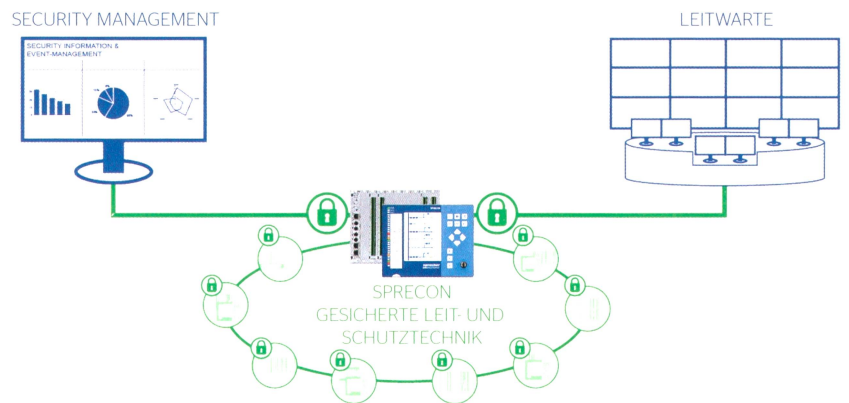 SECURITY MANAGEMENT
LEITWARTE
SECURITY INFORMATION &
EVENT-MANAGEMENT
SPRECON
GESICHERTE LEIT- UND
SCHUTZTECHNIK